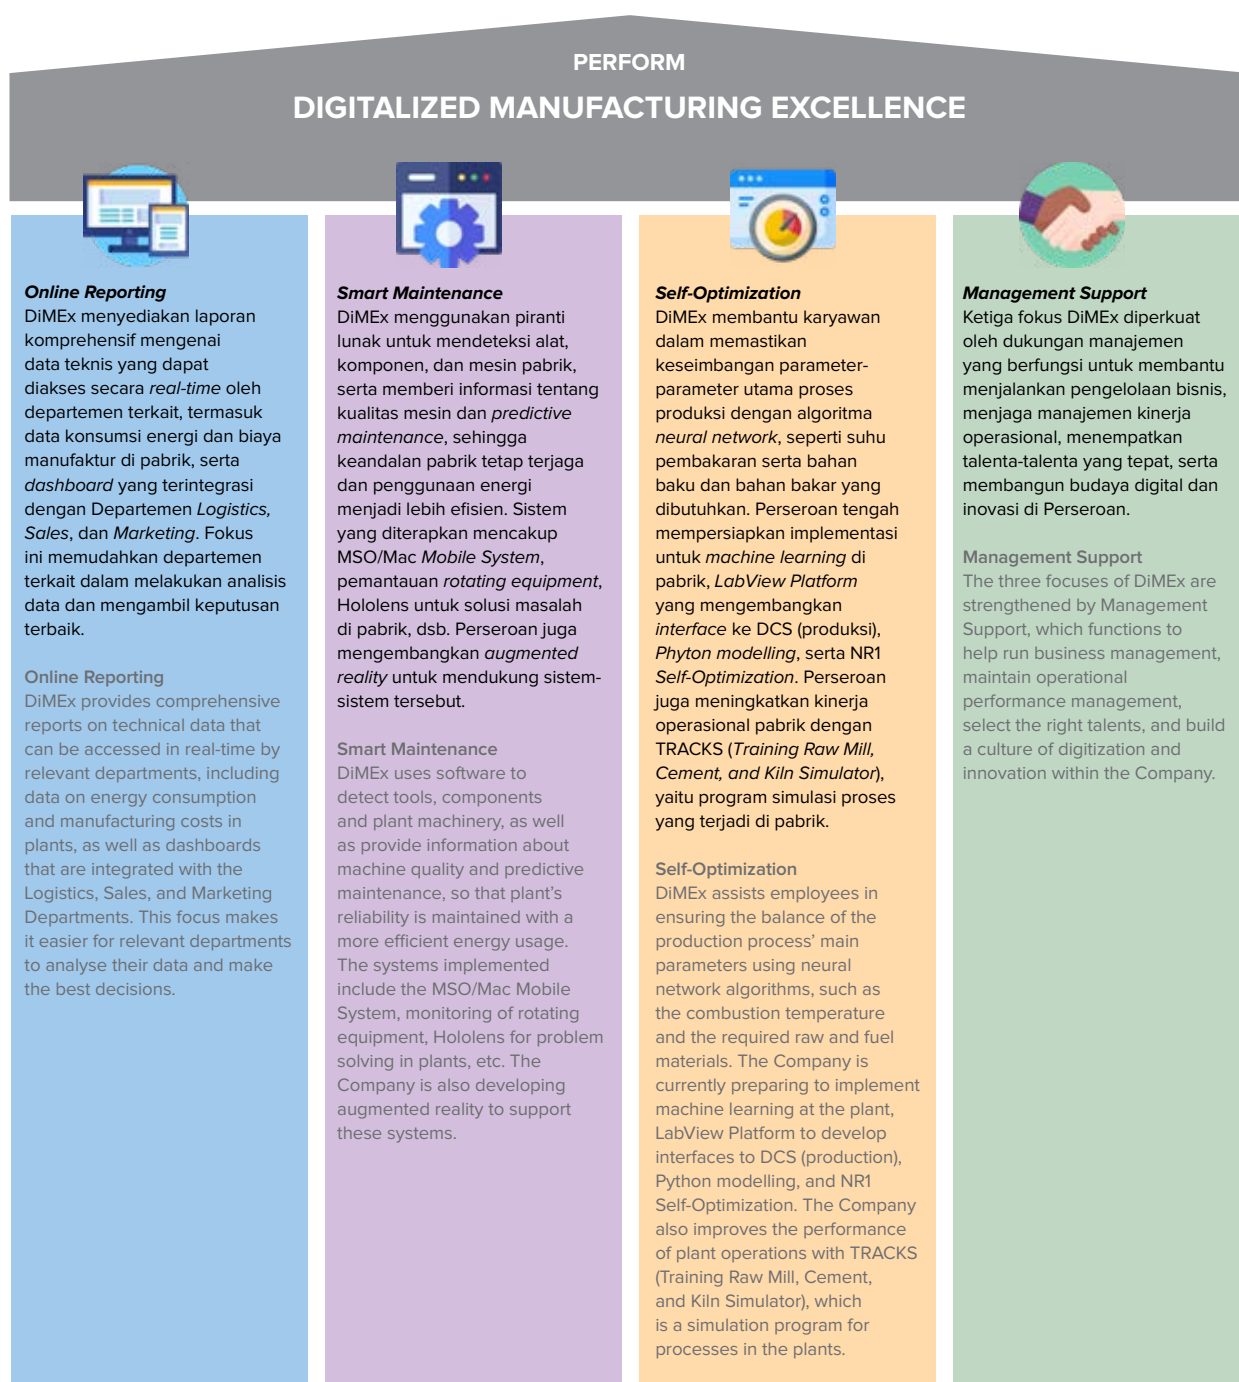 PERFORM
DIGITALIZED MANUFACTURING EXCELLENCE
Online Reporting
DiMEx menyediakan laporan
komprehensif mengenai
data teknis yang dapat
diakses secara real-time oleh
departemen terkait, termasuk
data konsumsi energi dan biaya
manufaktur di pabrik, serta
dashboard yang terintegrasi
dengan Departemen Logistics,
Sales, dan Marketing. Fokus
ini memudahkan departemen
terkait dalam melakukan analisis
data dan mengambil keputusan
terbaik.
Online Reporting
DiMEx provides comprehensive
reports on technical data that
can be accessed in real-time by
relevant departments, including
data on energy consumption
and manufacturing costs in
plants, as well as dashboards
that are integrated with the
Logistics, Sales, and Marketing
Departments. This focus makes
it easier for relevant departments
to analyse their data and make
the best decisions.
Smart Maintenance
DiMEx menggunakan piranti
lunak untuk mendeteksi alat,
komponen, dan mesin pabrik,
serta memberi informasi tentang
kualitas mesin dan predictive
maintenance, sehingga
keandalan pabrik tetap terjaga
dan penggunaan energi
menjadi lebih efisien. Sistem
yang diterapkan mencakup
MSO/Mac Mobile System,
pemantauan rotating equipment,
Hololens untuk solusi masalah
di pabrik, dsb. Perseroan juga
mengembangkan augmented
reality untuk mendukung sistem-
sistem tersebut.
Smart Maintenance
DiMEx uses software to
detect tools, components
and plant machinery, as well
as provide information about
machine quality and predictive
maintenance, so that plant's
reliability is maintained with a
more efficient energy usage.
The systems implemented
include the MSO/Mac Mobile
System, monitoring of rotating
equipment, Hololens for problem
solving in plants, etc. The
Company is also developing
augmented reality to support
these systems.
Self-Optimization
DiMEx membantu karyawan
dalam memastikan
keseimbangan parameter-
parameter utama proses
produksi dengan algoritma
neural network, seperti suhu
pembakaran serta bahan
baku dan bahan bakar yang
dibutuhkan. Perseroan tengah
mempersiapkan implementasi
untuk machine learning di
pabrik, LabView Platform
yang mengembangkan
interface ke DCS (produksi),
Phyton modelling, serta NR1
Self-Optimization. Perseroan
juga meningkatkan kinerja
operasional pabrik dengan
TRACKS (Training Raw Mill,
Cement, and Kiln Simulator),
yaitu program simulasi proses
yang terjadi di pabrik.
Self-Optimization
DiMEx assists employees in
ensuring the balance of the
production process' main
parameters using neural
network algorithms, such as
the combustion temperature
and the required raw and fuel
materials. The Company is
currently preparing to implement
machine learning at the plant,
LabView Platform to develop
interfaces to DCS (production),
Python modelling, and NR1
Self-Optimization. The Company
also improves the performance
of plant operations with TRACKS
(Training Raw Mill, Cement,
and Kiln Simulator), which
is a simulation program for
processes in the plants.
Management Support
Ketiga fokus DiMEx diperkuat
oleh dukungan manajemen
yang berfungsi untuk membantu
menjalankan pengelolaan bisnis,
menjaga manajemen kinerja
operasional, menempatkan
talenta-talenta yang tepat, serta
membangun budaya digital dan
inovasi di Perseroan.
Management Support
The three focuses of DiMEx are
strengthened by Management
Support, which functions to
help run business management,
maintain operational
performance management,
select the right talents, and build
a culture of digitization and
innovation within the Company.